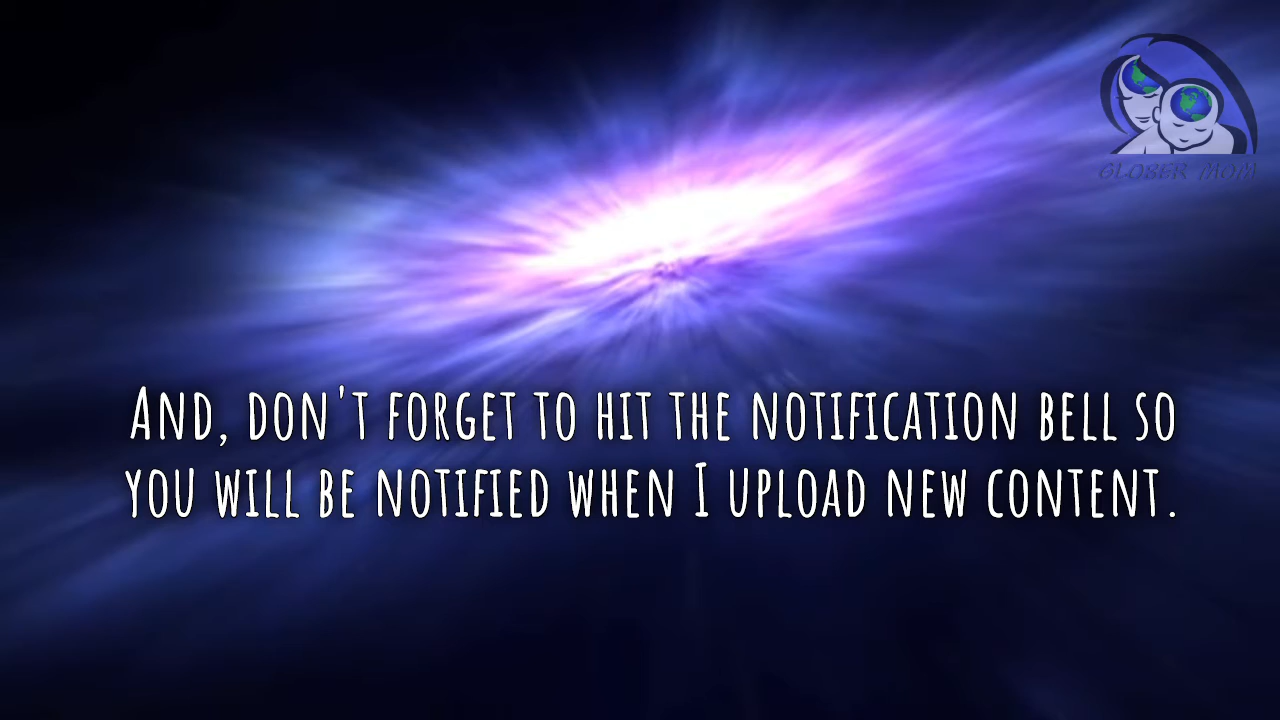 GLOBER MOM
And, don't forget to hit the notification bell so
you will be notified when I upload new content.